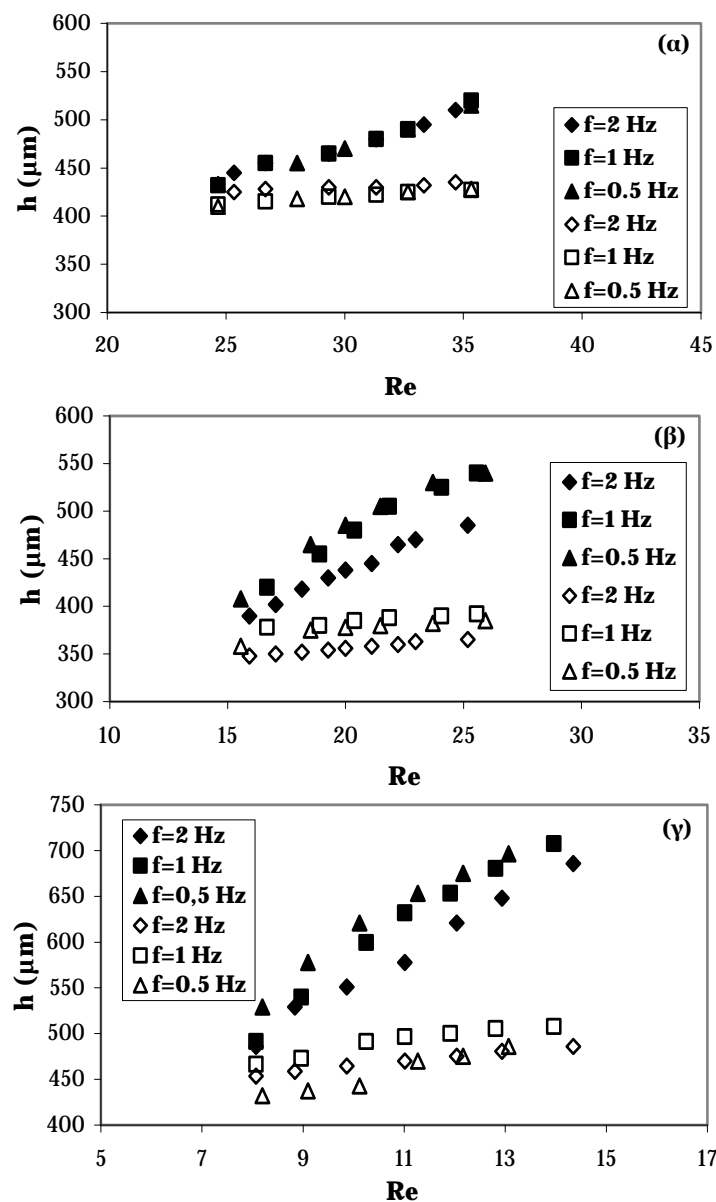 600
(α)
550
500
450
400
350
300
h (μm)
f=2 Hz
f=1 Hz
f=0.5 Hz
f=2 Hz
f=1 Hz
f=0.5 Hz
20 25 30 35 40 45
Re
600
(β)
550
500
450
400
350
300
h (μm)
f=2 Hz
f=1 Hz
f=0.5 Hz
f=2 Hz
f=1 Hz
f=0.5 Hz
10 15 20 25 30 35
Re
750
(γ)
700
650
600
550
500
450
400
h (μm)
f=2 Hz
f=1 Hz
f=0,5 Hz
f=2 Hz
f=1 Hz
f=0.5 Hz
5 7 9 11 13 15 17
Re